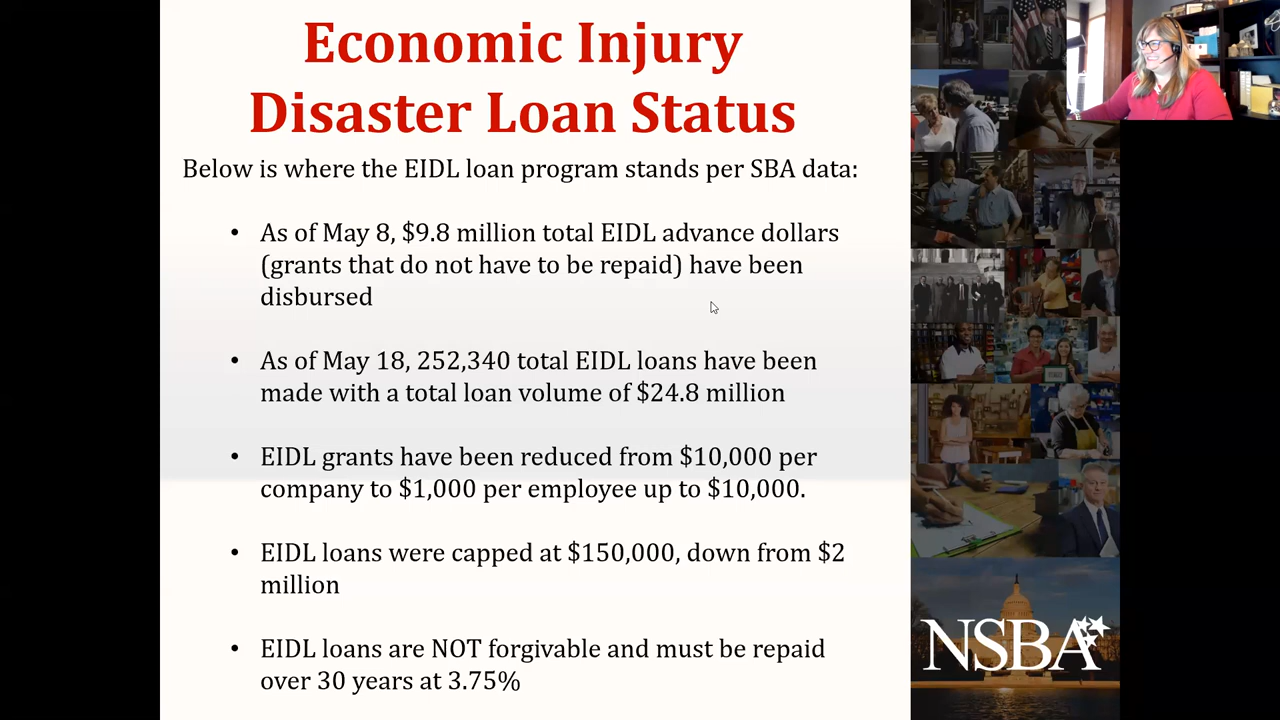 Economic Injury
Disaster Loan Status
Below is where the EIDL loan program stands per SBA data:
• As of May 8, $9.8 million total EIDL advance dollars
(grants that do not have to be repaid) have been
disbursed
• As of May 18, 252,340 total EIDL loans have been
made with a total loan volume of $24.8 million
• EIDL grants have been reduced from $10,000 per
company to $1,000 per employee up to $10,000.
• EIDL loans were capped at $150,000, down from $2
million
• EIDL loans are NOT forgivable and must be repaid
over 30 years at 3.75%
NSBA